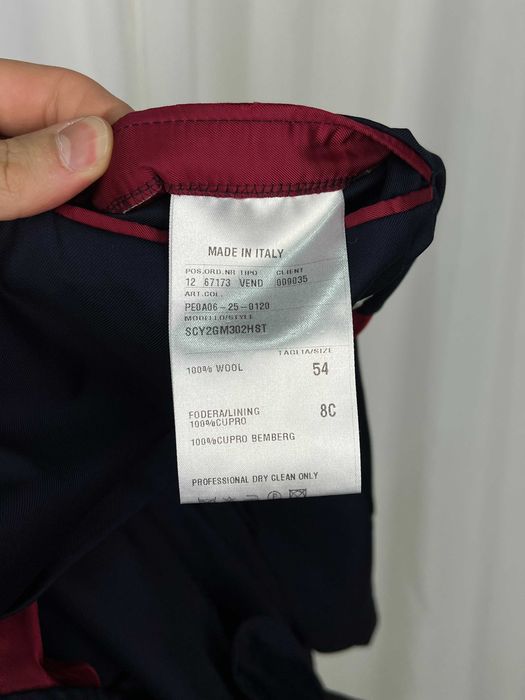 MADE IN ITALY
POS.ORD.NR TIPO CLIENT
12 67173 VEND 009035
ART.COL.
PE0A06-25-0120
MODELLO/STYLE
SCY2GM302HST
TAGLIA/SIZE
100%WOOL 54
FODERA/LINING 8C
100%CUPRO
100%CUPRO BEMBERG
PROFESSIONAL DRY CLEAN ONLY